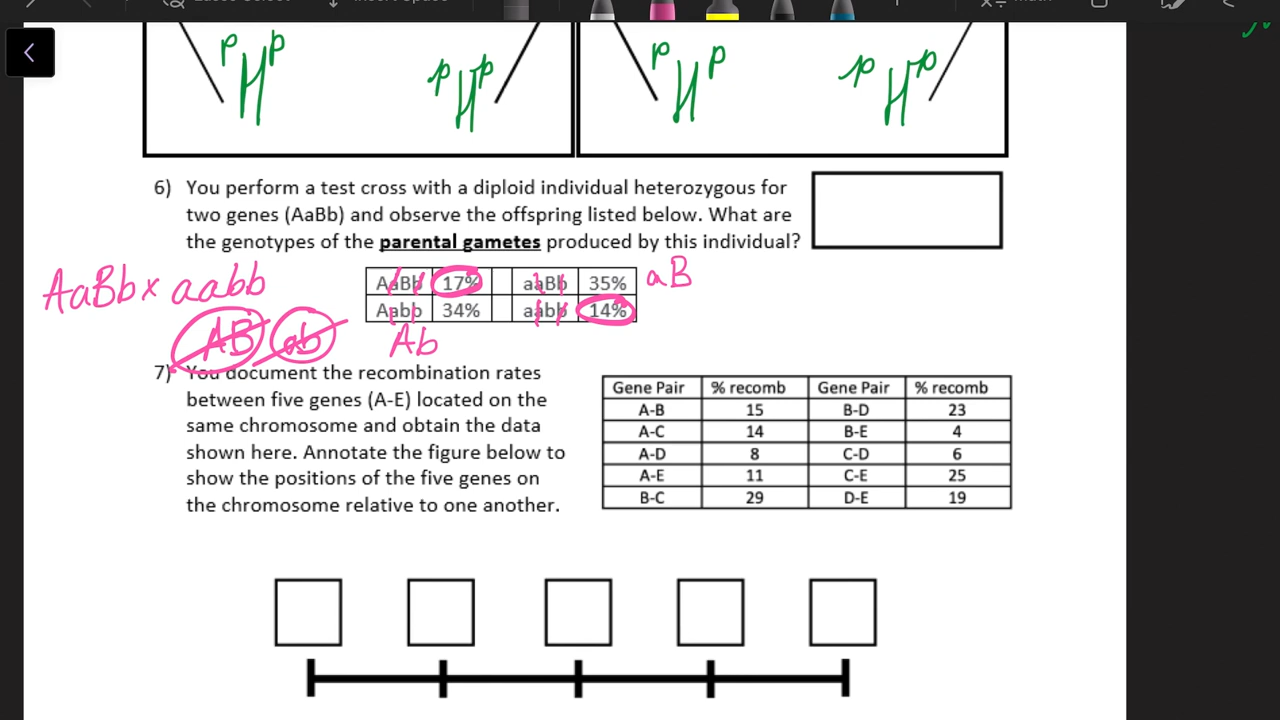 Lasso Select
Insert Space
Math
P H P
P H P
P H P
P H P
6) You perform a test cross with a diploid individual heterozygous for
two genes (AaBb) and observe the offspring listed below. What are
the genotypes of the parental gametes produced by this individual?
AaBb x aabb
AaBb 17% aaBb 35% aB
Aabb 34% aabb 14%
AB ab Ab
7) You document the recombination rates
between five genes (A-E) located on the
same chromosome and obtain the data
shown here. Annotate the figure below to
show the positions of the five genes on
the chromosome relative to one another.
Gene Pair % recomb Gene Pair % recomb
A-B 15 B-D 23
A-C 14 B-E 4
A-D 8 C-D 6
A-E 11 C-E 25
B-C 29 D-E 19